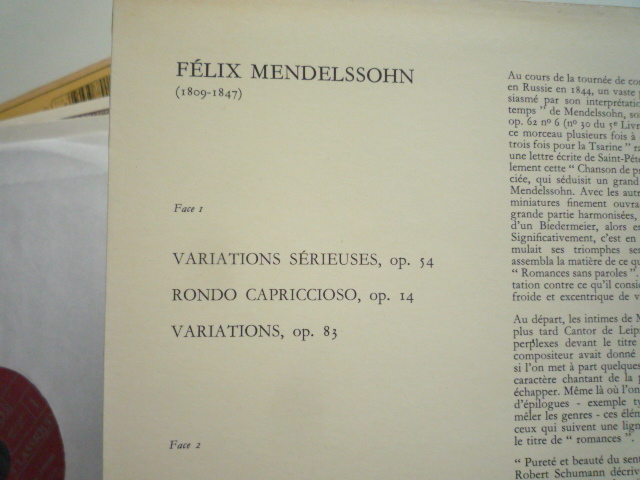 FÉLIX MENDELSSOHN
(1809-1847)
Face 1
VARIATIONS SÉRIEUSES, op. 54
RONDO CAPRICCIOSO, op. 14
VARIATIONS, op. 83
Face 2
Au cours de la tournée de
en Russie en 1844, un vaste
siasmé par son interprétatio
temps " de Mendelssohn,
op. 62 nº 6 (nº 30 du 5e Livr
ce morceau plusieurs fois à
trois fois pour la Tsarine "
une lettre écrite de Saint-Pét
lement cette " Chanson de
ciée, qui séduisit un grand
Mendelssohn. Avec les autr
miniatures finement ouvra
grande partie harmonisées,
d'un Biedermeier, alors en
Significativement, c'est en
mulait ses triomphes
assembla la matière de ce
" Romances sans paroles ".
tation contre ce qu'il consi
froide et excentrique de
Au départ, les intimes de
plus tard Cantor de Leip
perplexes devant le titre
compositeur avait donné
si l'on met à part quelques
caractère chantant de la
échapper. Même là où l'on
d'épilogues - exemple
mêler les genres - ces élém
ceux qui suivent une lign
le titre de " romances ".
" Pureté et beauté du
Robert Schumann décriv